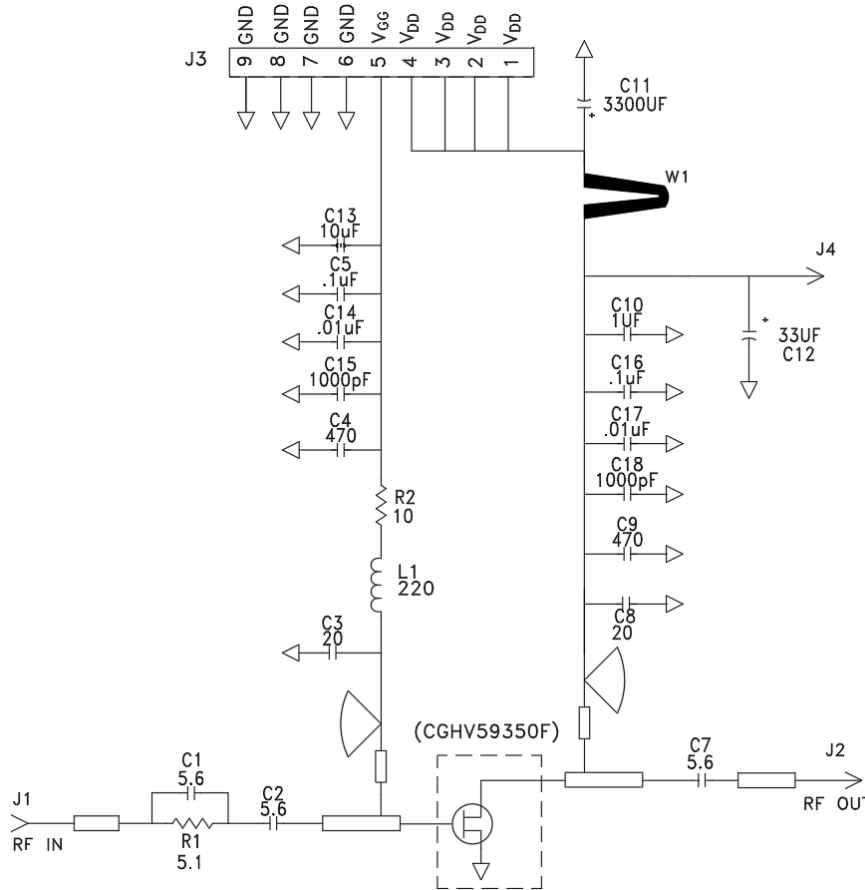 GND
GND
GND
GND
VGG
VDD
VDD
VDD
VDD
J3
9 8 7 6 5 4 3 2 1
C11
3300UF
+
W1
J4
C13
10uF
C5
.1uF
C14
.01uF
C15
1000pF
C4
470
R2
10
L1
220
C3
20
C10
1UF
+
33UF
C12
C16
.1uF
C17
.01uF
C18
1000pF
C9
470
C8
20
(CGHV59350F)
C1
5.6
C2
5.6
J1
RF IN
R1
5.1
C7
5.6
J2
RF OUT